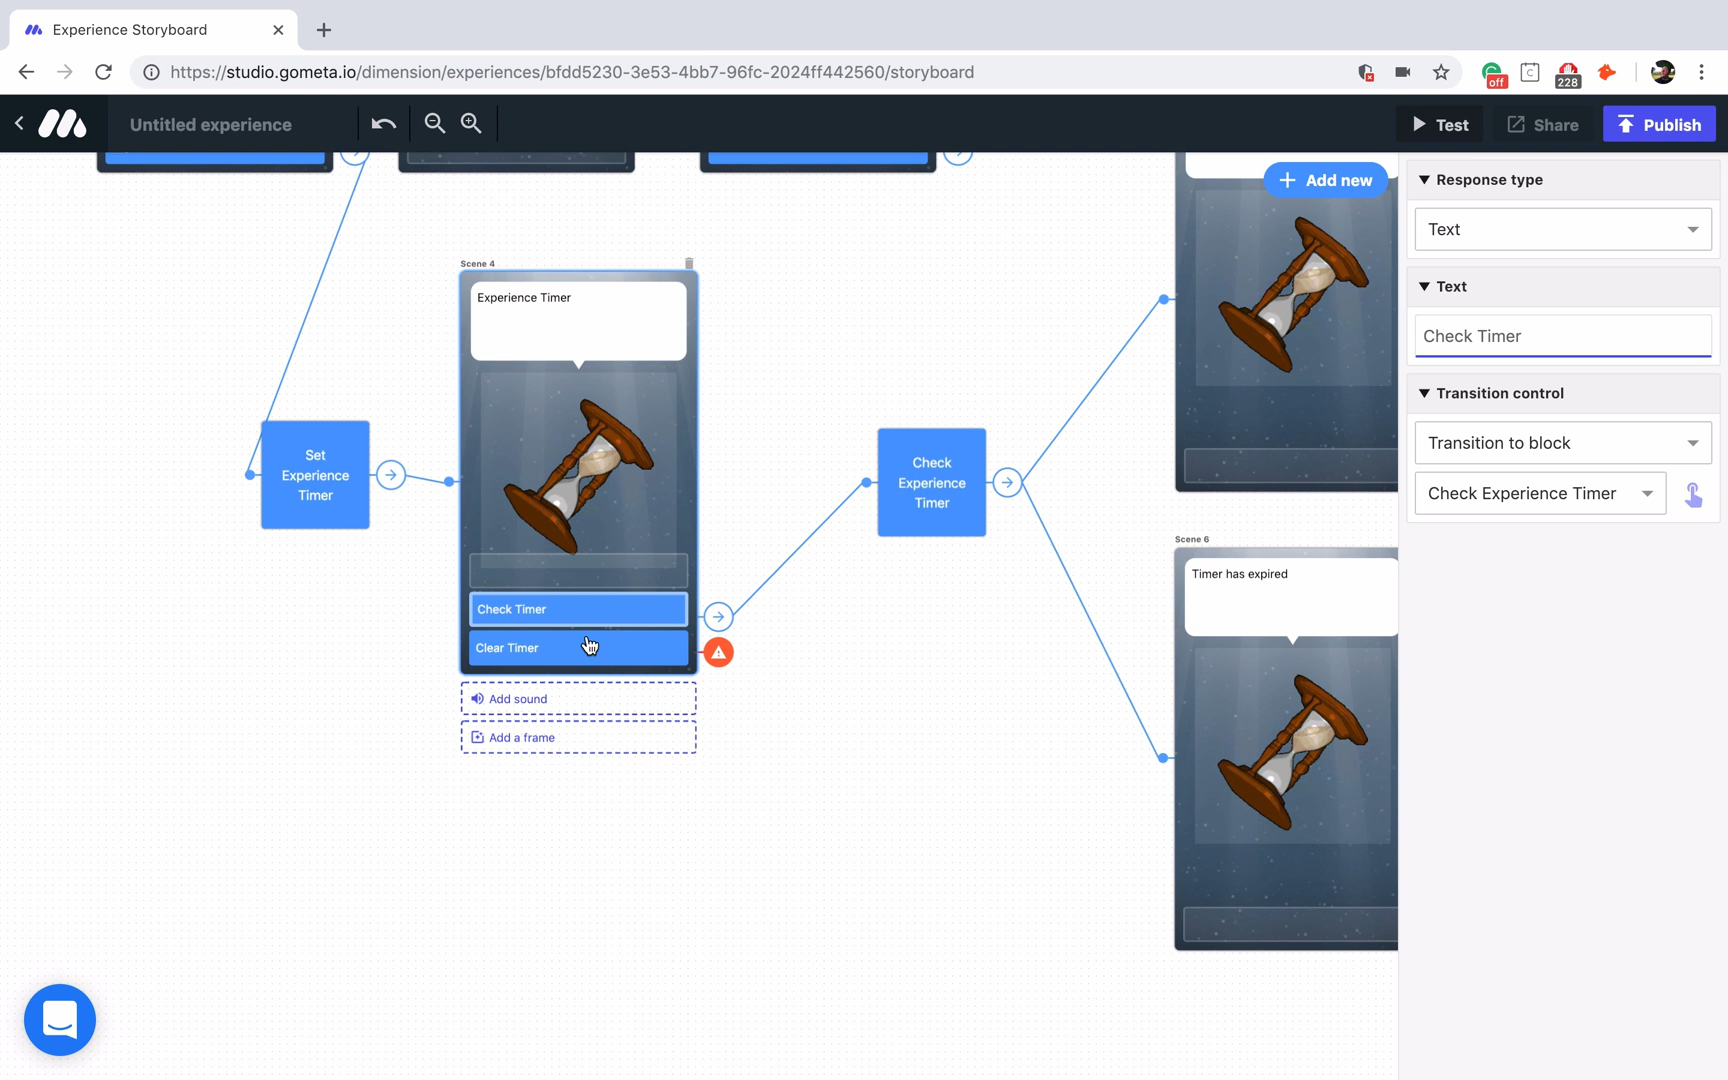 Experience Storyboard
https://studio.gometa.io/dimension/experiences/bfdd5230-3e53-4bb7-96fc-2024ff442560/storyboard
off
C
228
Untitled experience
Test
Share
Publish
Add new
Response type
Text
Text
Check Timer
Transition control
Transition to block
Check Experience Timer
Scene 4
Experience Timer
Set
Experience
Timer
Check
Experience
Timer
Check Timer
Clear Timer
Add sound
Add a frame
Scene 6
Timer has expired